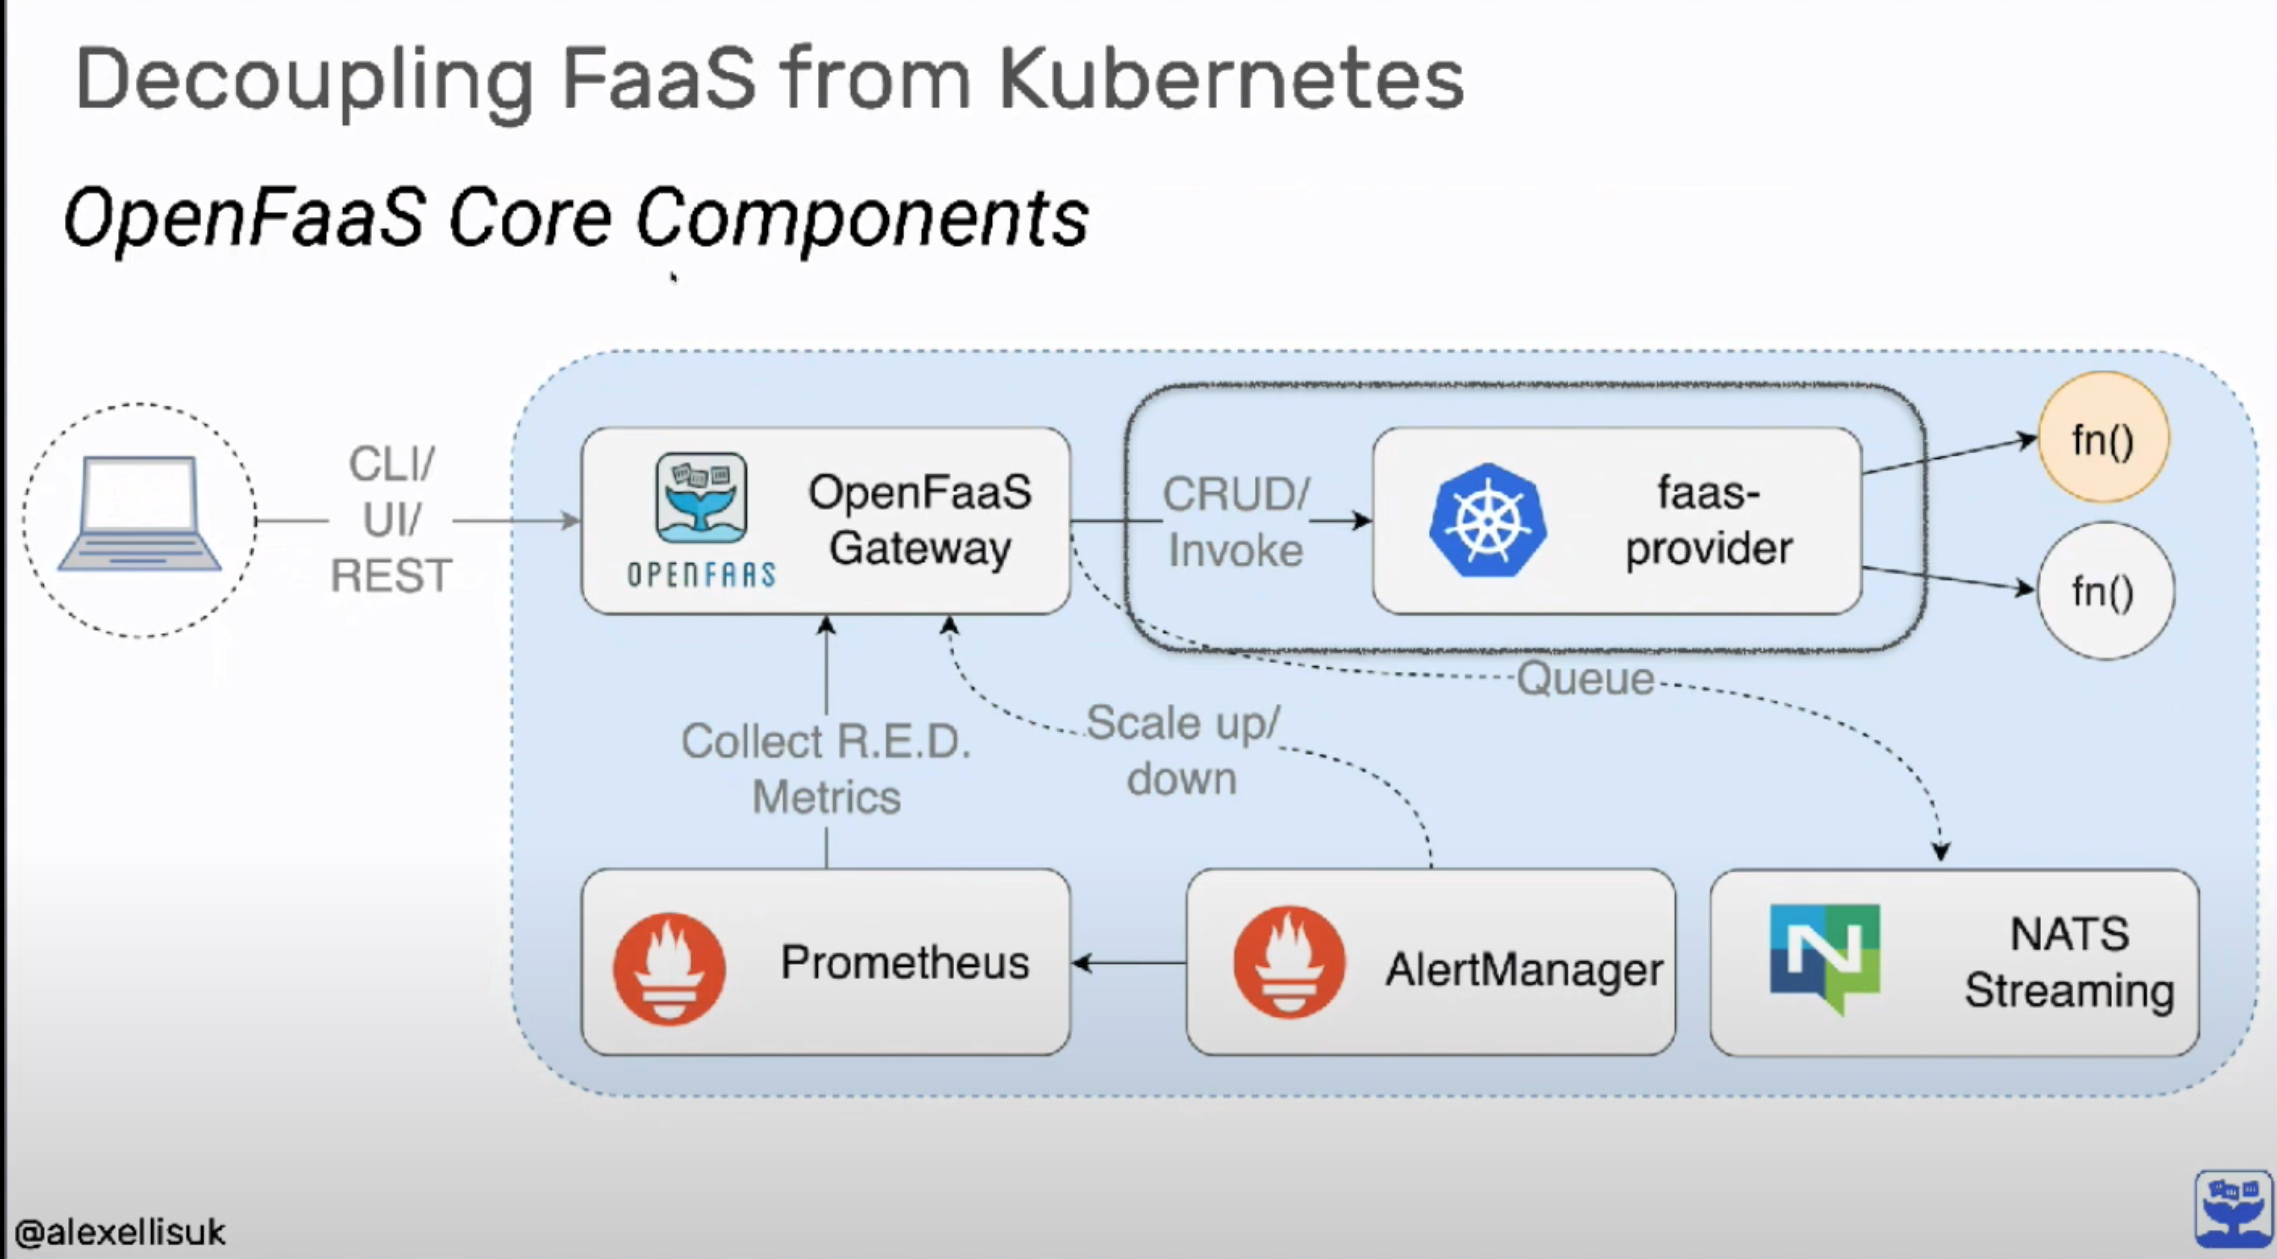 Decoupling FaaS from Kubernetes
OpenFaaS Core Components
CLI/
UI/
REST
OPENFAAS
OpenFaaS
Gateway
CRUD/
Invoke
faas-
provider
fn()
fn()
Queue
Scale up/
down
Collect R.E.D.
Metrics
Prometheus
AlertManager
N
NATS
Streaming
@alexellisuk